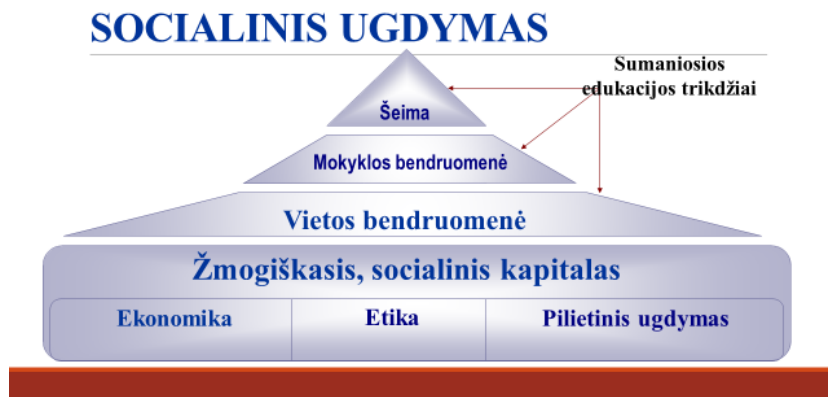 SOCIALINIS UGDYMAS
Sumaniosios
edukacijos trikdžiai
Šeima
Mokyklos bendruomenė
Vietos bendruomenė
Žmogiškasis, socialinis kapitalas
Ekonomika
Etika
Pilietinis ugdymas